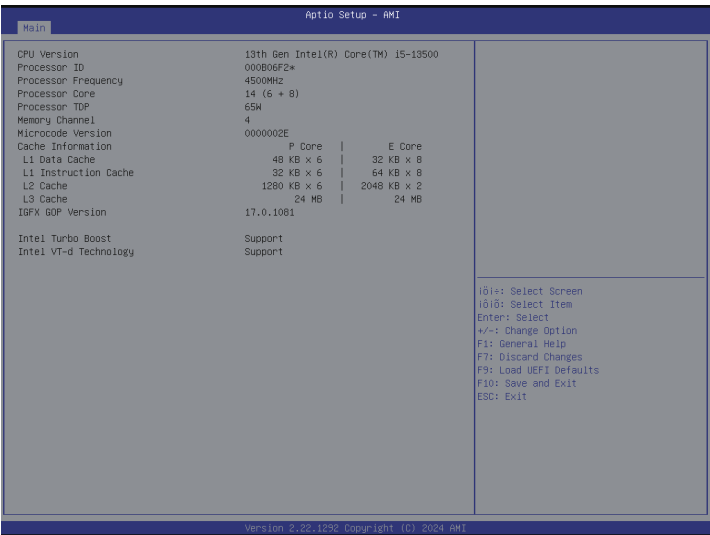 Aptio Setup – AMI
Main
CPU Version 13th Gen Intel(R) Core(TM) i5-13500
Processor ID 000B06F2*
Processor Frequency 4500MHz
Processor Core 14 (6 + 8)
Processor TDP 65W
Memory Channel 4
Microcode Version 0000002E
Cache Information P Core | E Core
L1 Data Cache 48 KB x 6 | 32 KB x 8
L1 Instruction Cache 32 KB x 6 | 64 KB x 8
L2 Cache 1280 KB x 6 | 2048 KB x 2
L3 Cache 24 MB | 24 MB
IGFX GOP Version 17.0.1081
Intel Turbo Boost Support
Intel VT-d Technology Support
íöí÷: Select Screen
íôíõ: Select Item
Enter: Select
+/-: Change Option
F1: General Help
F7: Discard Changes
F9: Load UEFI Defaults
F10: Save and Exit
ESC: Exit
Version 2.22.1292 Copyright (C) 2024 AMI